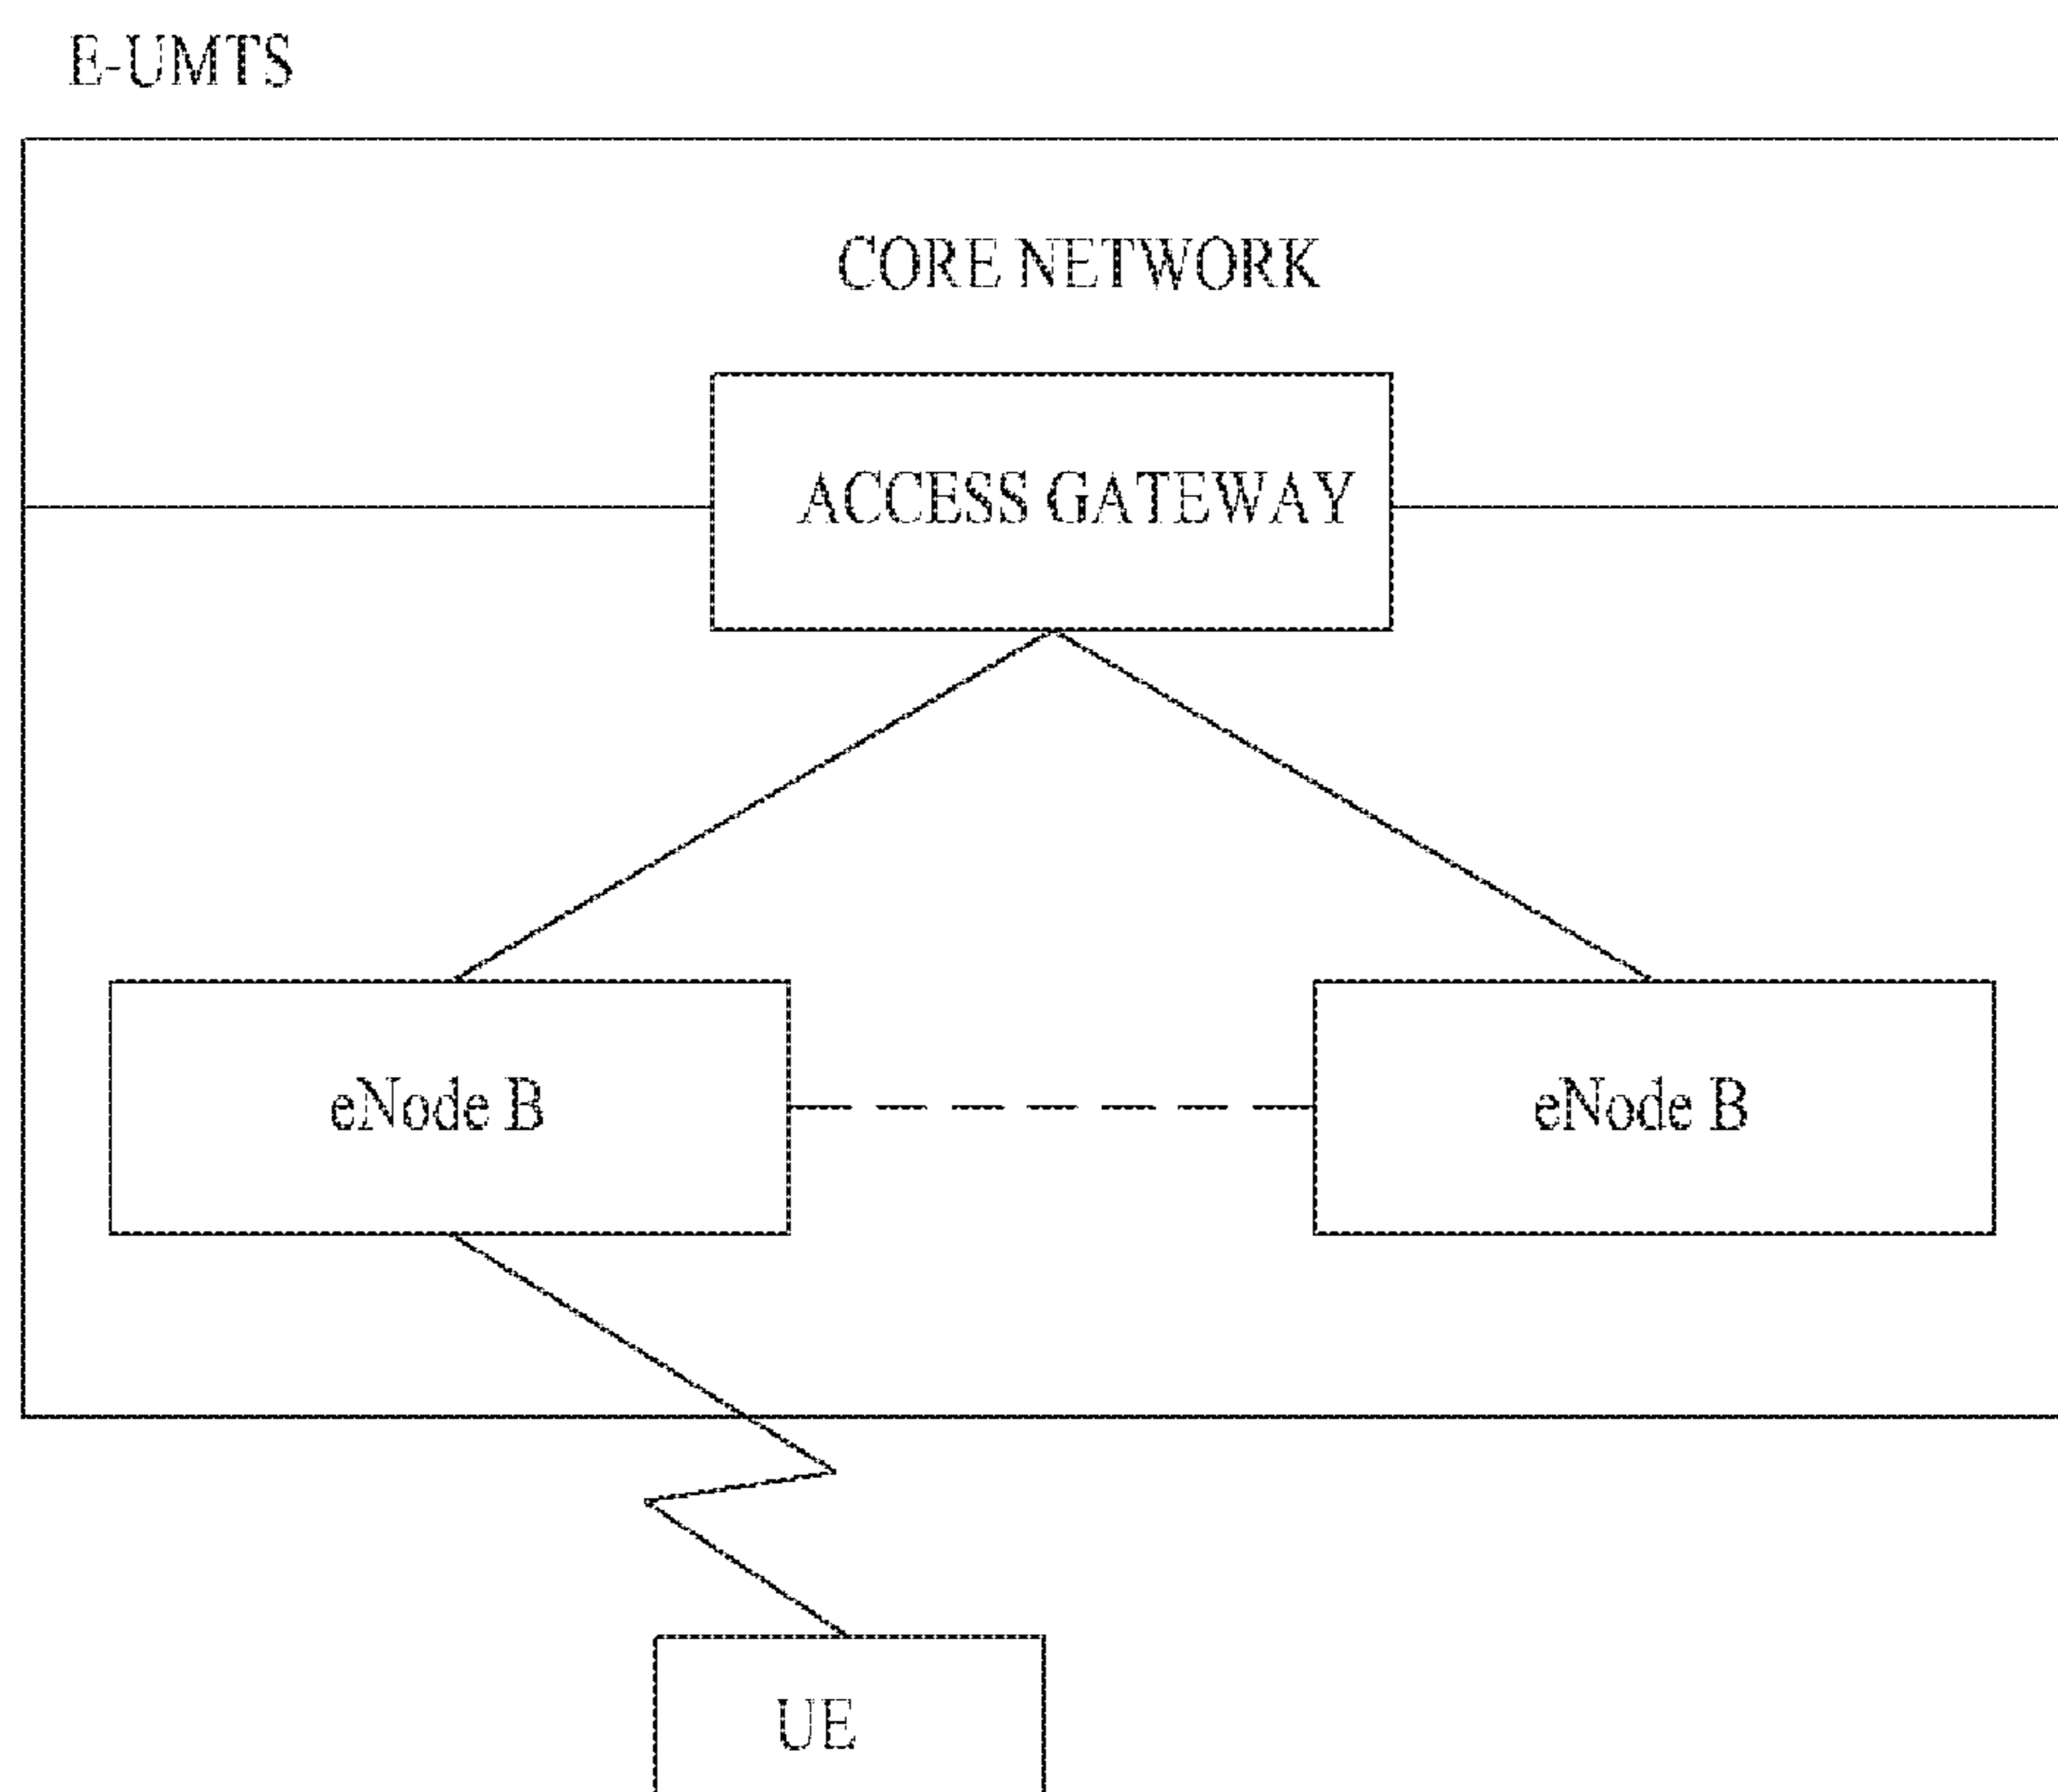 E-UMTS
CORE NETWORK
ACCESS GATEWAY
eNode B
eNode B
UE